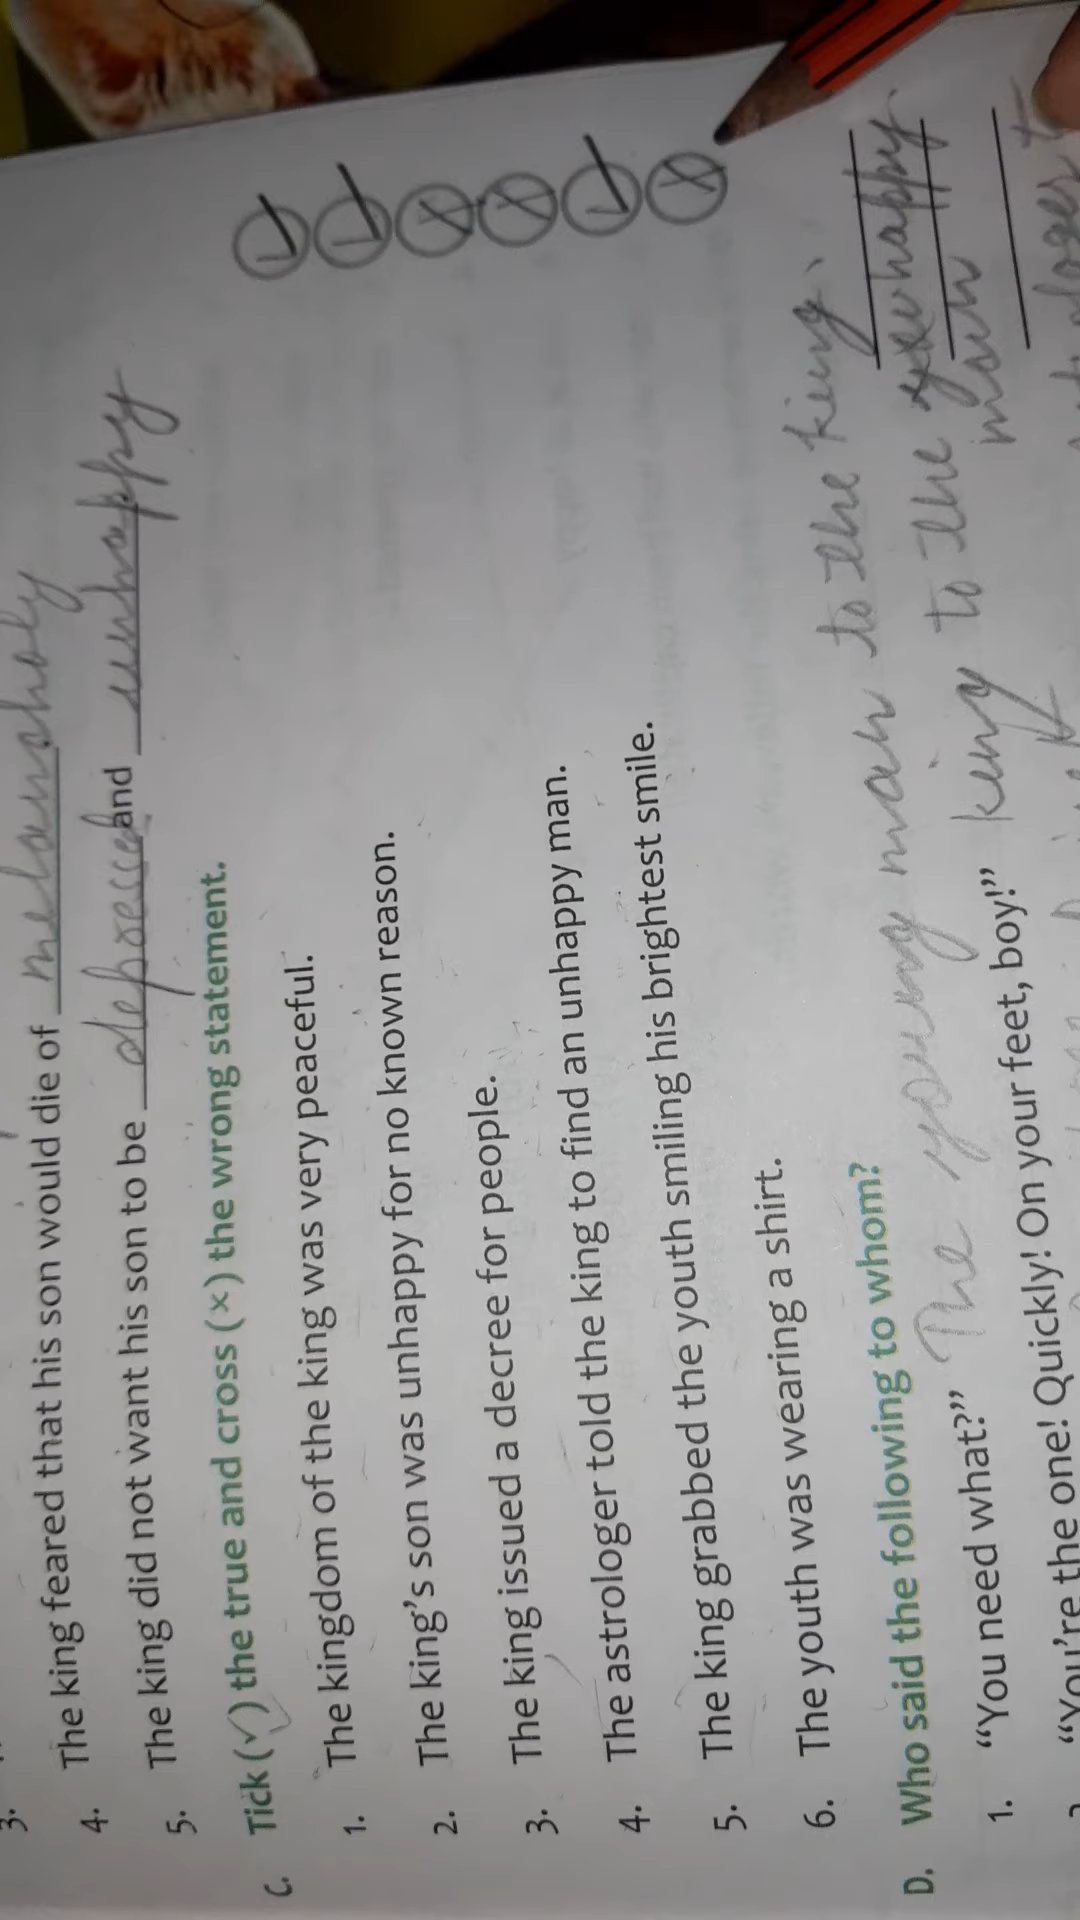 3.
4. The king feared that his son would die of melancholy
5. The king did not want his son to be depressed and unhappy
C. Tick (✓) the true and cross (×) the wrong statement.
1. The kingdom of the king was very peaceful. ✓
2. The king's son was unhappy for no known reason. ✓
3. The king issued a decree for people. ×
4. The astrologer told the king to find an unhappy man. ×
5. The king grabbed the youth smiling his brightest smile. ✓
6. The youth was wearing a shirt. ×
D. Who said the following to whom?
1. “You need what?” The young man to the king.
“You're the one! Quickly! On your feet, boy!” king to the unhappy
man